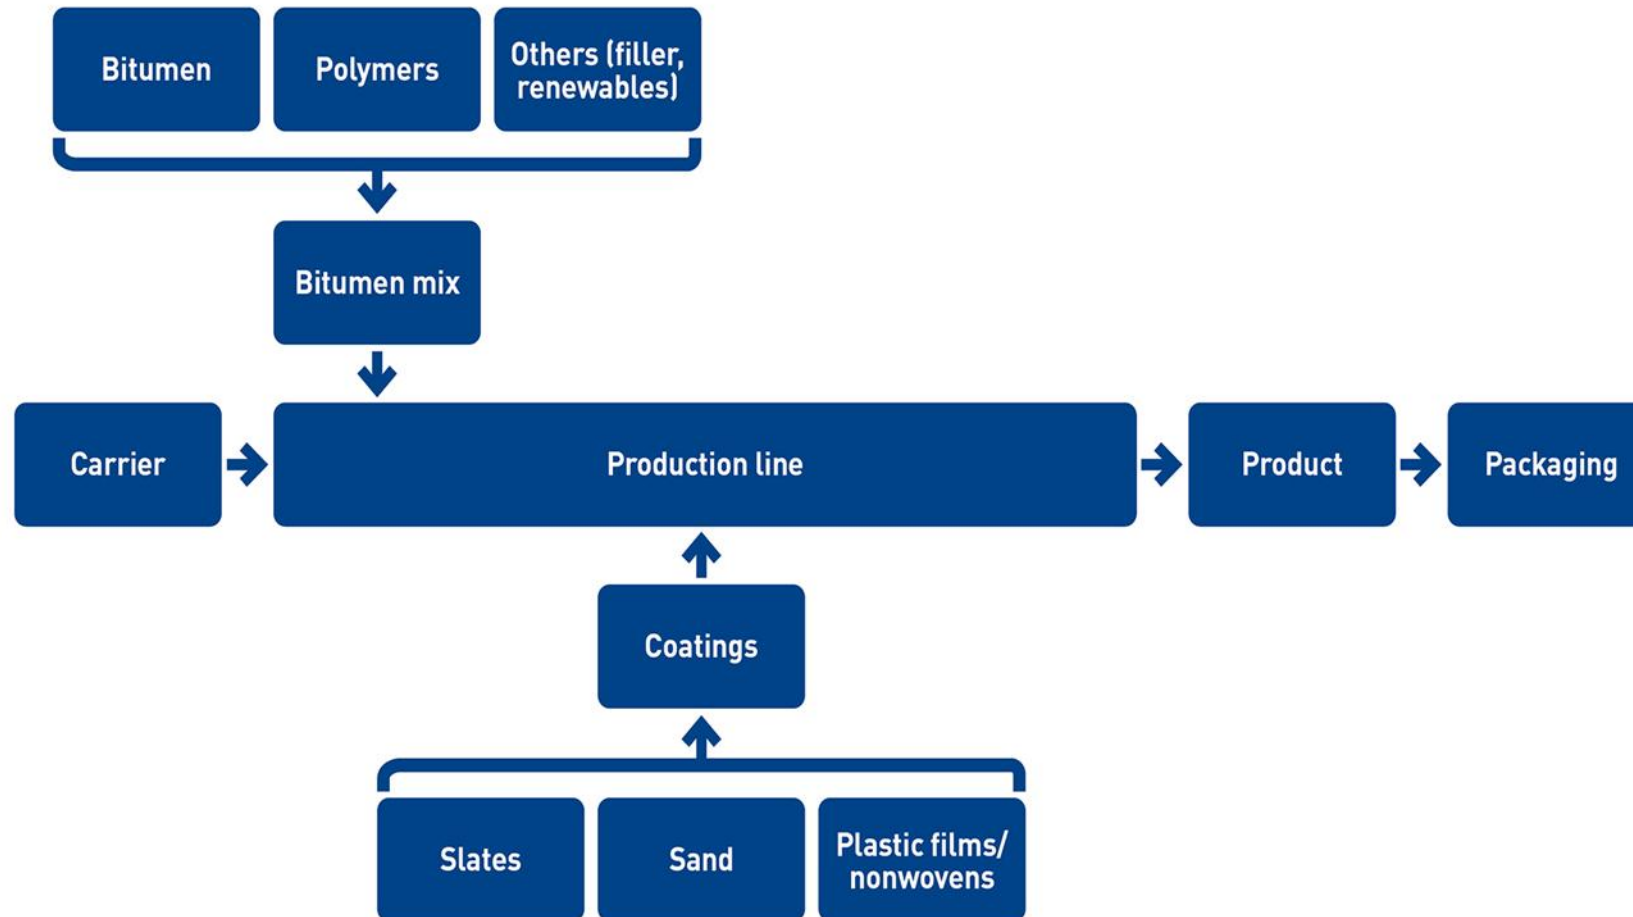 Bitumen
Polymers
Others (filler,
renewables)
Bitumen mix
Carrier
Production line
Product
Packaging
Coatings
Slates
Sand
Plastic films/
nonwovens